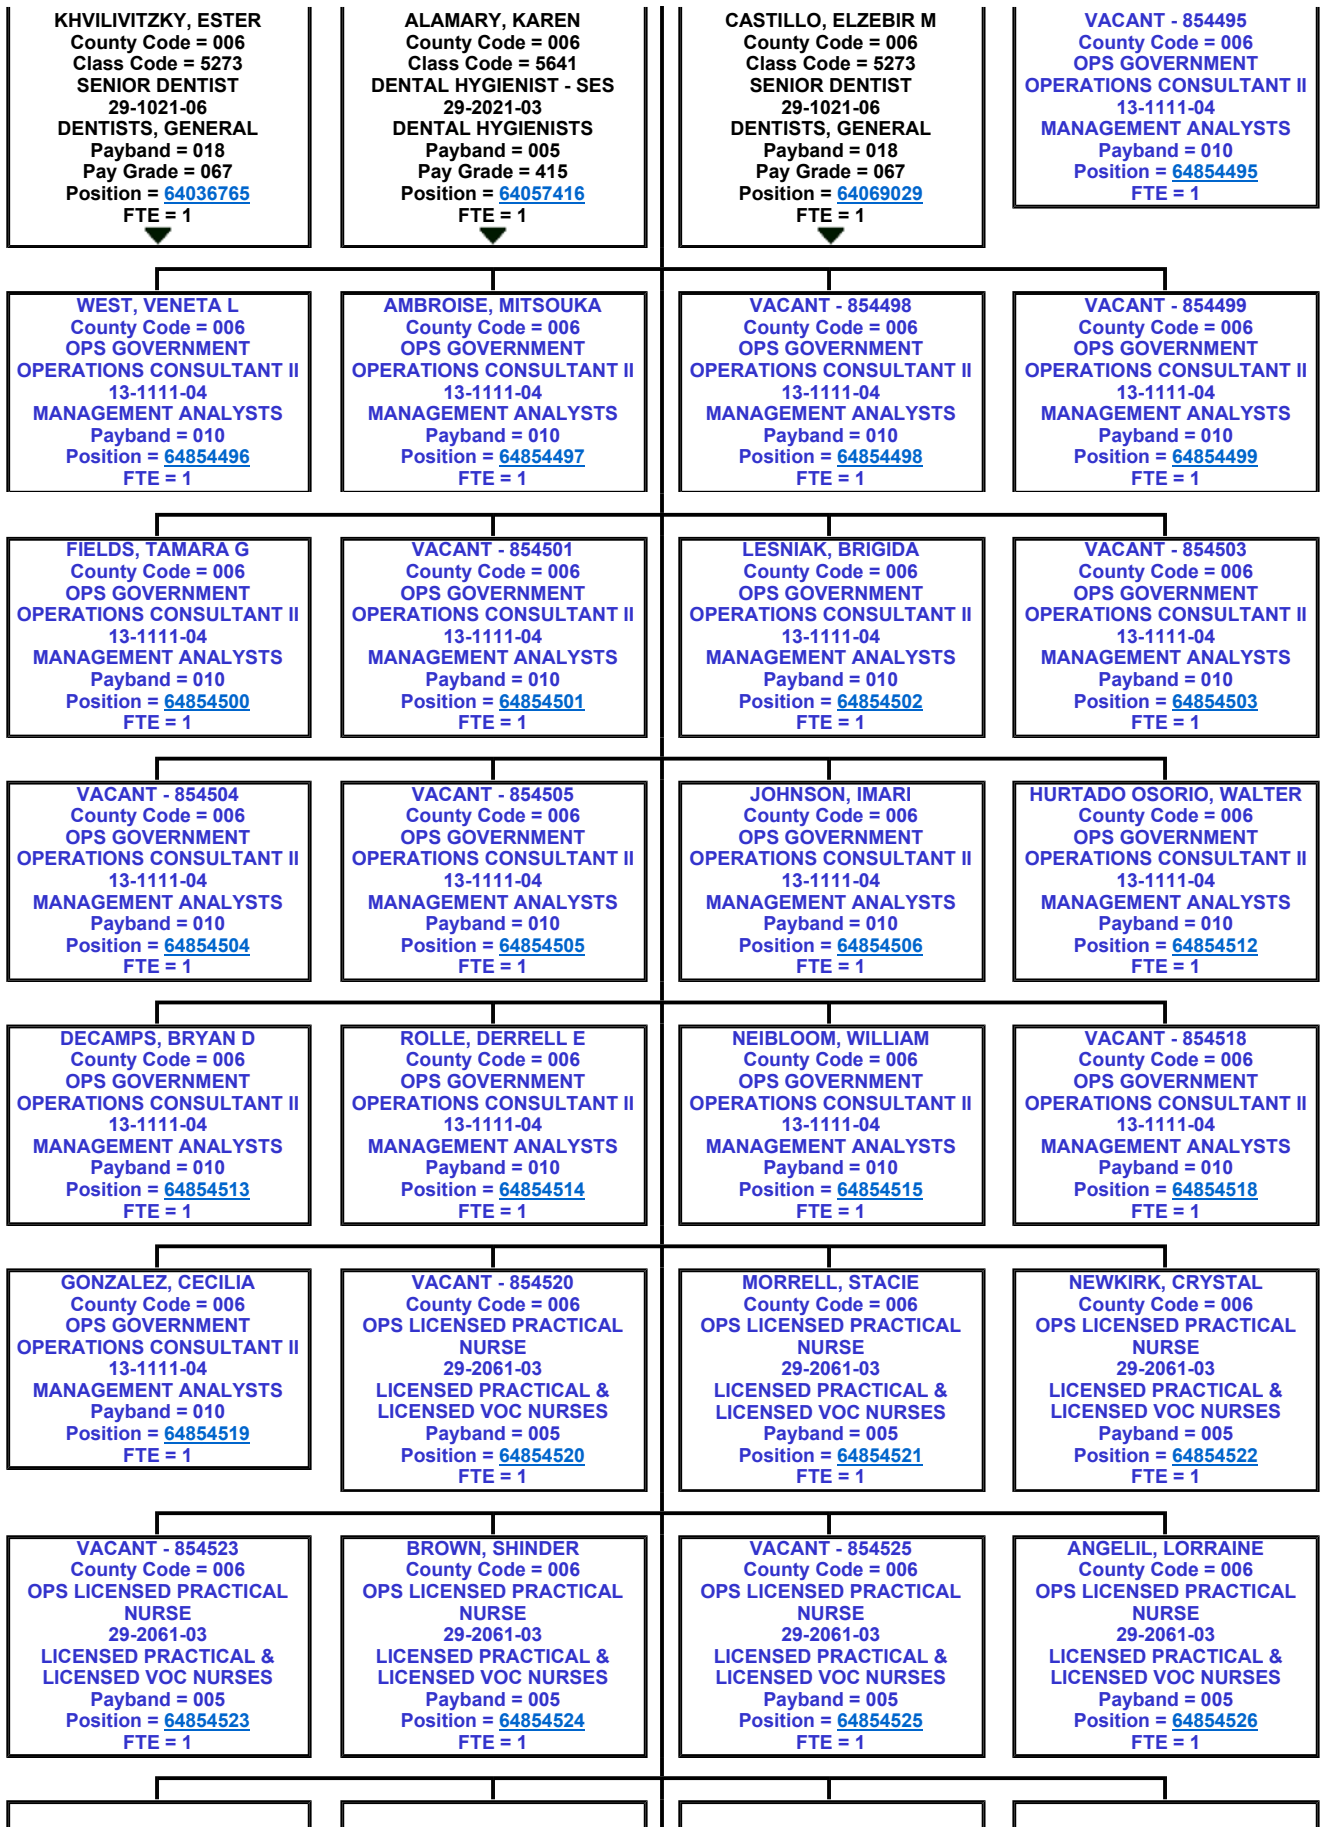 KHVILIVITZKY, ESTER
County Code = 006
Class Code = 5273
SENIOR DENTIST
29-1021-06
DENTISTS, GENERAL
Payband = 018
Pay Grade = 067
Position = 64036765
FTE = 1
ALAMARY, KAREN
County Code = 006
Class Code = 5641
DENTAL HYGIENIST - SES
29-2021-03
DENTAL HYGIENISTS
Payband = 005
Pay Grade = 415
Position = 64057416
FTE = 1
CASTILLO, ELZEBIR M
County Code = 006
Class Code = 5273
SENIOR DENTIST
29-1021-06
DENTISTS, GENERAL
Payband = 018
Pay Grade = 067
Position = 64069029
FTE = 1
VACANT - 854495
County Code = 006
OPS GOVERNMENT
OPERATIONS CONSULTANT II
13-1111-04
MANAGEMENT ANALYSTS
Payband = 010
Position = 64854495
FTE = 1
WEST, VENETA L
County Code = 006
OPS GOVERNMENT
OPERATIONS CONSULTANT II
13-1111-04
MANAGEMENT ANALYSTS
Payband = 010
Position = 64854496
FTE = 1
AMBROISE, MITSOUKA
County Code = 006
OPS GOVERNMENT
OPERATIONS CONSULTANT II
13-1111-04
MANAGEMENT ANALYSTS
Payband = 010
Position = 64854497
FTE = 1
VACANT - 854498
County Code = 006
OPS GOVERNMENT
OPERATIONS CONSULTANT II
13-1111-04
MANAGEMENT ANALYSTS
Payband = 010
Position = 64854498
FTE = 1
VACANT - 854499
County Code = 006
OPS GOVERNMENT
OPERATIONS CONSULTANT II
13-1111-04
MANAGEMENT ANALYSTS
Payband = 010
Position = 64854499
FTE = 1
FIELDS, TAMARA G
County Code = 006
OPS GOVERNMENT
OPERATIONS CONSULTANT II
13-1111-04
MANAGEMENT ANALYSTS
Payband = 010
Position = 64854500
FTE = 1
VACANT - 854501
County Code = 006
OPS GOVERNMENT
OPERATIONS CONSULTANT II
13-1111-04
MANAGEMENT ANALYSTS
Payband = 010
Position = 64854501
FTE = 1
LESNIAK, BRIGIDA
County Code = 006
OPS GOVERNMENT
OPERATIONS CONSULTANT II
13-1111-04
MANAGEMENT ANALYSTS
Payband = 010
Position = 64854502
FTE = 1
VACANT - 854503
County Code = 006
OPS GOVERNMENT
OPERATIONS CONSULTANT II
13-1111-04
MANAGEMENT ANALYSTS
Payband = 010
Position = 64854503
FTE = 1
VACANT - 854504
County Code = 006
OPS GOVERNMENT
OPERATIONS CONSULTANT II
13-1111-04
MANAGEMENT ANALYSTS
Payband = 010
Position = 64854504
FTE = 1
VACANT - 854505
County Code = 006
OPS GOVERNMENT
OPERATIONS CONSULTANT II
13-1111-04
MANAGEMENT ANALYSTS
Payband = 010
Position = 64854505
FTE = 1
JOHNSON, IMARI
County Code = 006
OPS GOVERNMENT
OPERATIONS CONSULTANT II
13-1111-04
MANAGEMENT ANALYSTS
Payband = 010
Position = 64854506
FTE = 1
HURTADO OSORIO, WALTER
County Code = 006
OPS GOVERNMENT
OPERATIONS CONSULTANT II
13-1111-04
MANAGEMENT ANALYSTS
Payband = 010
Position = 64854512
FTE = 1
DECAMPS, BRYAN D
County Code = 006
OPS GOVERNMENT
OPERATIONS CONSULTANT II
13-1111-04
MANAGEMENT ANALYSTS
Payband = 010
Position = 64854513
FTE = 1
ROLLE, DERRELL E
County Code = 006
OPS GOVERNMENT
OPERATIONS CONSULTANT II
13-1111-04
MANAGEMENT ANALYSTS
Payband = 010
Position = 64854514
FTE = 1
NEIBLOOM, WILLIAM
County Code = 006
OPS GOVERNMENT
OPERATIONS CONSULTANT II
13-1111-04
MANAGEMENT ANALYSTS
Payband = 010
Position = 64854515
FTE = 1
VACANT - 854518
County Code = 006
OPS GOVERNMENT
OPERATIONS CONSULTANT II
13-1111-04
MANAGEMENT ANALYSTS
Payband = 010
Position = 64854518
FTE = 1
GONZALEZ, CECILIA
County Code = 006
OPS GOVERNMENT
OPERATIONS CONSULTANT II
13-1111-04
MANAGEMENT ANALYSTS
Payband = 010
Position = 64854519
FTE = 1
VACANT - 854520
County Code = 006
OPS LICENSED PRACTICAL
NURSE
29-2061-03
LICENSED PRACTICAL &
LICENSED VOC NURSES
Payband = 005
Position = 64854520
FTE = 1
MORRELL, STACIE
County Code = 006
OPS LICENSED PRACTICAL
NURSE
29-2061-03
LICENSED PRACTICAL &
LICENSED VOC NURSES
Payband = 005
Position = 64854521
FTE = 1
NEWKIRK, CRYSTAL
County Code = 006
OPS LICENSED PRACTICAL
NURSE
29-2061-03
LICENSED PRACTICAL &
LICENSED VOC NURSES
Payband = 005
Position = 64854522
FTE = 1
VACANT - 854523
County Code = 006
OPS LICENSED PRACTICAL
NURSE
29-2061-03
LICENSED PRACTICAL &
LICENSED VOC NURSES
Payband = 005
Position = 64854523
FTE = 1
BROWN, SHINDER
County Code = 006
OPS LICENSED PRACTICAL
NURSE
29-2061-03
LICENSED PRACTICAL &
LICENSED VOC NURSES
Payband = 005
Position = 64854524
FTE = 1
VACANT - 854525
County Code = 006
OPS LICENSED PRACTICAL
NURSE
29-2061-03
LICENSED PRACTICAL &
LICENSED VOC NURSES
Payband = 005
Position = 64854525
FTE = 1
ANGELIL, LORRAINE
County Code = 006
OPS LICENSED PRACTICAL
NURSE
29-2061-03
LICENSED PRACTICAL &
LICENSED VOC NURSES
Payband = 005
Position = 64854526
FTE = 1